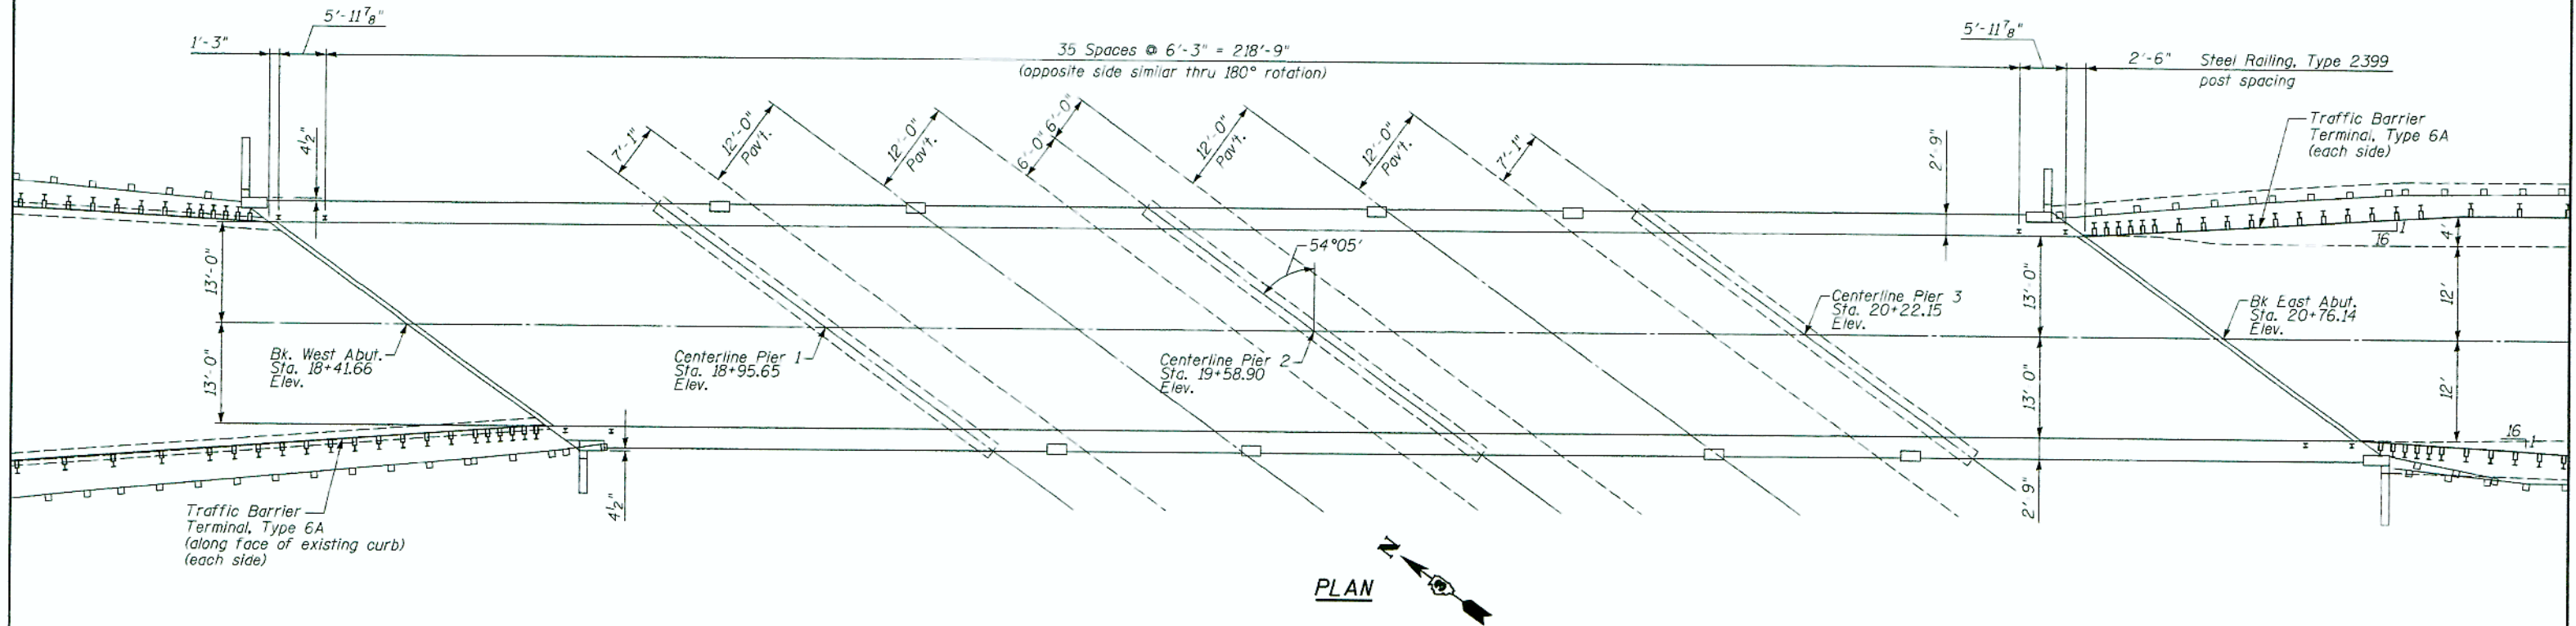 5'-11 7/8"
1'-3"
35 Spaces @ 6'-3" = 218'-9"
(opposite side similar thru 180° rotation)
5'-11 7/8"
2'-6"
Steel Railing, Type 2399
post spacing
4 1/2"
7'-1"
12'-0"
Pav't.
12'-0"
Pav't.
6'-0"
6'-0"
12'-0"
Pav't.
12'-0"
Pav't.
7'-1"
2'-9"
Traffic Barrier
Terminal, Type 6A
(each side)
16
1
4'
54°05'
13'-0"
13'-0"
12'
Bk. West Abut.
Sta. 18+41.66
Elev.
Centerline Pier 1
Sta. 18+95.65
Elev.
Centerline Pier 2
Sta. 19+58.90
Elev.
Centerline Pier 3
Sta. 20+22.15
Elev.
Bk East Abut.
Sta. 20+76.14
Elev.
13'-0"
13' 0"
12'
16
1
4 1/2"
2' 9"
Traffic Barrier
Terminal, Type 6A
(along face of existing curb)
(each side)
N
PLAN